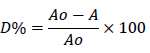 D% = (Ao − A) / Ao × 100